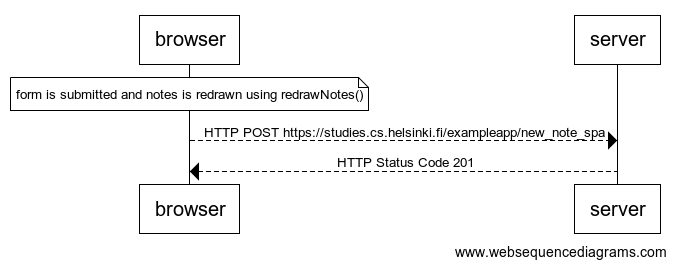 browser server
form is submitted and notes is redrawn using redrawNotes()
HTTP POST https://studies.cs.helsinki.fi/exampleapp/new_note_spa
HTTP Status Code 201
browser server
www.websequencediagrams.com